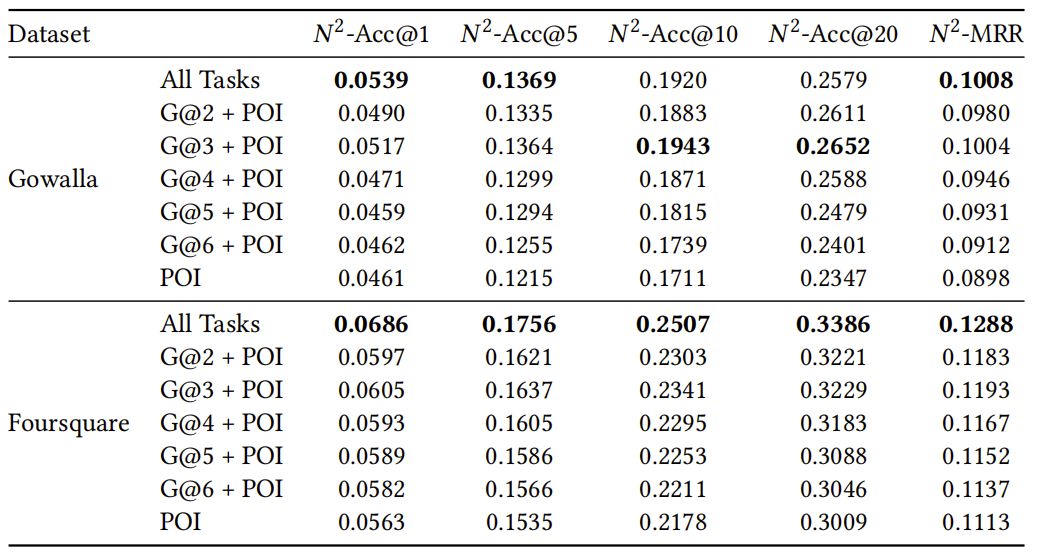 Dataset N²-Acc@1 N²-Acc@5 N²-Acc@10 N²-Acc@20 N²-MRR
All Tasks 0.0539 0.1369 0.1920 0.2579 0.1008
G@2 + POI 0.0490 0.1335 0.1883 0.2611 0.0980
G@3 + POI 0.0517 0.1364 0.1943 0.2652 0.1004
Gowalla G@4 + POI 0.0471 0.1299 0.1871 0.2588 0.0946
G@5 + POI 0.0459 0.1294 0.1815 0.2479 0.0931
G@6 + POI 0.0462 0.1255 0.1739 0.2401 0.0912
POI 0.0461 0.1215 0.1711 0.2347 0.0898
All Tasks 0.0686 0.1756 0.2507 0.3386 0.1288
G@2 + POI 0.0597 0.1621 0.2303 0.3221 0.1183
G@3 + POI 0.0605 0.1637 0.2341 0.3229 0.1193
Foursquare G@4 + POI 0.0593 0.1605 0.2295 0.3183 0.1167
G@5 + POI 0.0589 0.1586 0.2253 0.3088 0.1152
G@6 + POI 0.0582 0.1566 0.2211 0.3046 0.1137
POI 0.0563 0.1535 0.2178 0.3009 0.1113